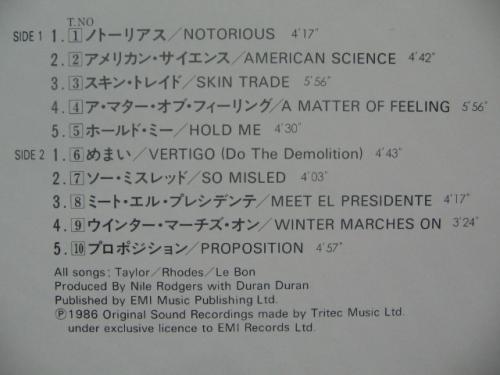 T.NO
SIDE 1 1. 1 ノトーリアス/NOTORIOUS 4'17"
2. 2 アメリカン・サイエンス/AMERICAN SCIENCE 4'42"
3. 3 スキン・トレイド/SKIN TRADE 5'56"
4. 4 ア・マター・オブ・フィーリング/A MATTER OF FEELING 5'56"
5. 5 ホールド・ミー/HOLD ME 4'30"
SIDE 2 1. 6 めまい/VERTIGO (Do The Demolition) 4'43"
2. 7 ソー・ミスレッド/SO MISLED 4'03"
3. 8 ミート・エル・プレシデンテ/MEET EL PRESIDENTE 4'17"
4. 9 ウインター・マーチズ・オン/WINTER MARCHES ON 3'24"
5. 10 プロポジション/PROPOSITION 4'57"
All songs; Taylor/Rhodes/Le Bon
Produced By Nile Rodgers with Duran Duran
Published by EMI Music Publishing Ltd.
Ⓟ1986 Original Sound Recordings made by Tritec Music Ltd.
under exclusive licence to EMI Records Ltd.